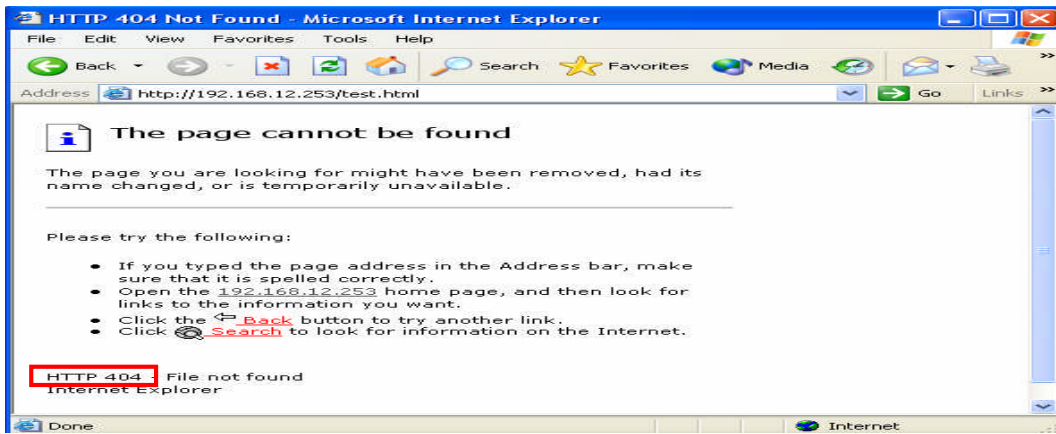 HTTP 404 Not Found - Microsoft Internet Explorer
File Edit View Favorites Tools Help
Back Search Favorites Media
Address http://192.168.12.253/test.html Go Links
The page cannot be found
The page you are looking for might have been removed, had its
name changed, or is temporarily unavailable.
Please try the following:
If you typed the page address in the Address bar, make
sure that it is spelled correctly.
Open the 192.168.12.253 home page, and then look for
links to the information you want.
Click the Back button to try another link.
Click Search to look for information on the Internet.
HTTP 404 - File not found
Internet Explorer
Done Internet